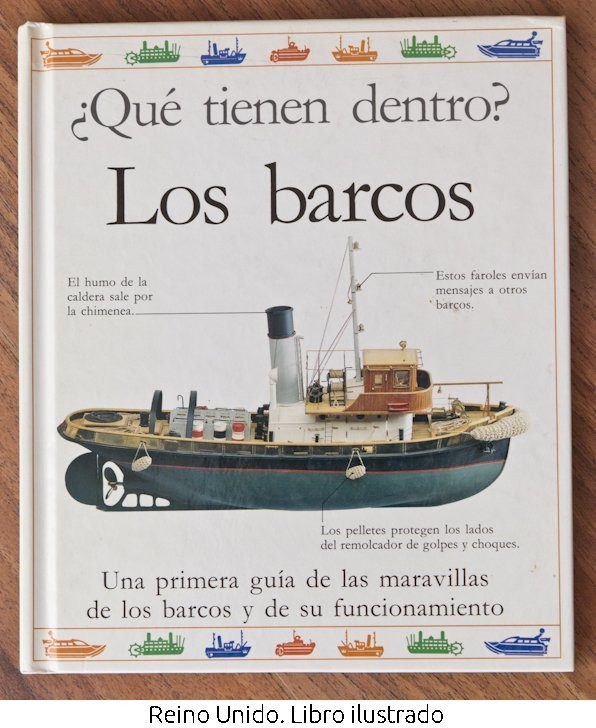 ¿Qué tienen dentro?
Los barcos
El humo de la
caldera sale por
la chimenea.
Estos faroles envían
mensajes a otros
barcos.
Los pelletes protegen los lados
del remolcador de golpes y choques.
Una primera guía de las maravillas
de los barcos y de su funcionamiento
Reino Unido. Libro ilustrado